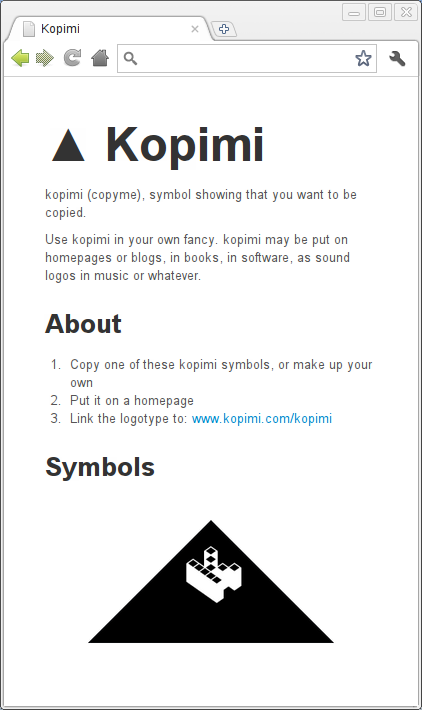 Kopimi
▲ Kopimi
kopimi (copyme), symbol showing that you want to be
copied.
Use kopimi in your own fancy. kopimi may be put on
homepages or blogs, in books, in software, as sound
logos in music or whatever.
About
1. Copy one of these kopimi symbols, or make up your
own
2. Put it on a homepage
3. Link the logotype to: www.kopimi.com/kopimi
Symbols